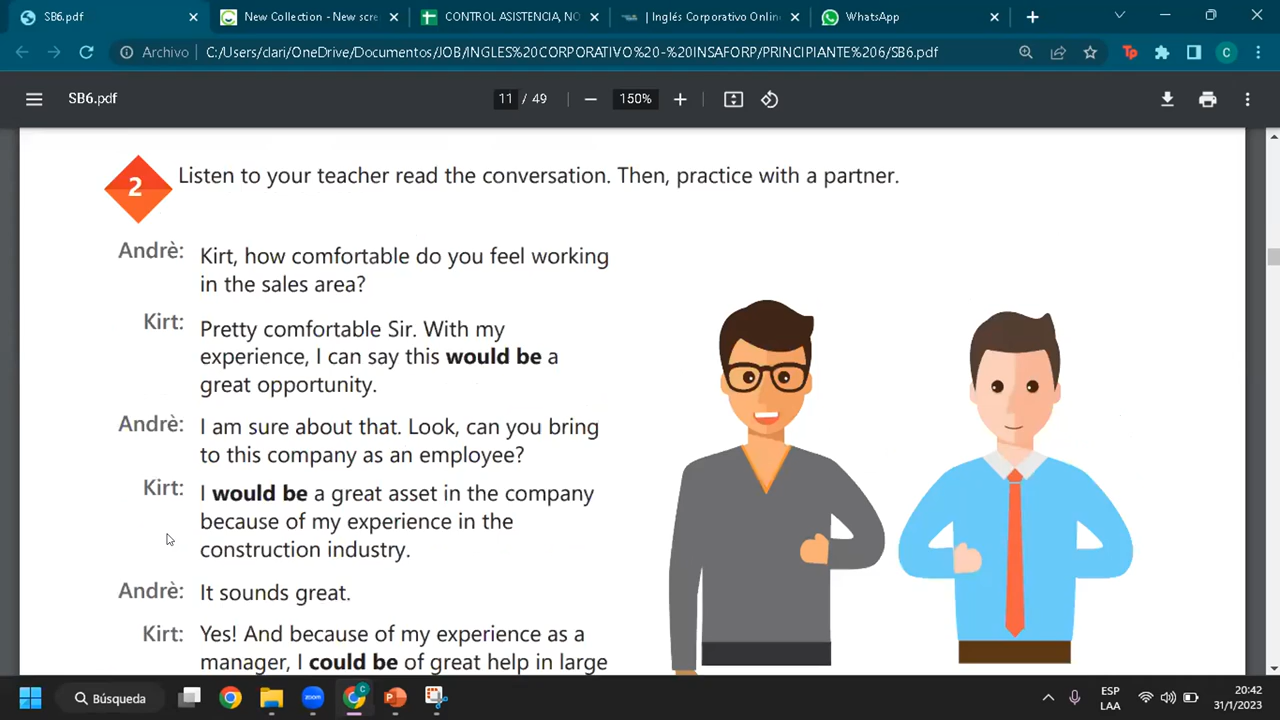 SB6.pdf
New Collection - New scre
CONTROL ASISTENCIA, NO
| Inglés Corporativo Onlin
WhatsApp
Archivo
C:/Users/clari/OneDrive/Documentos/JOB/INGLES%20CORPORATIVO%20-%20INSAFORP/PRINCIPIANTE%206/SB6.pdf
Tp
C
SB6.pdf
11 / 49
150%
2
Listen to your teacher read the conversation. Then, practice with a partner.
Andrè: Kirt, how comfortable do you feel working
in the sales area?
Kirt: Pretty comfortable Sir. With my
experience, I can say this would be a
great opportunity.
Andrè: I am sure about that. Look, can you bring
to this company as an employee?
Kirt: I would be a great asset in the company
because of my experience in the
construction industry.
Andrè: It sounds great.
Kirt: Yes! And because of my experience as a
manager, I could be of great help in large
Búsqueda
zoom
C
ESP
LAA
20:42
31/1/2023